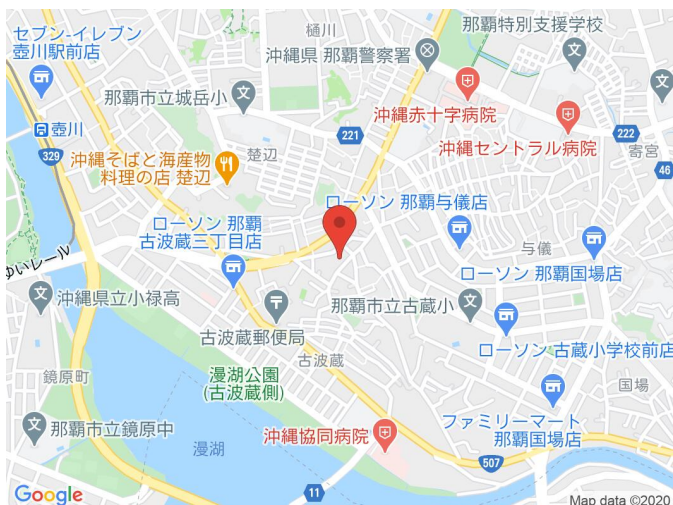 セブン-イレブン
壺川駅前店
樋川
那覇特別支援学校
沖縄県 那覇警察署
那覇市立城岳小
沖縄赤十字病院
壺川
221
222
沖縄セントラル病院
寄宮
329
沖縄そばと海産物
料理の店 楚辺
楚辺
46
ローソン 那覇与儀店
ローソン 那覇
古波蔵三丁目店
与儀
ゆいレール
ローソン 那覇国場店
沖縄県立小禄高
那覇市立古蔵小
古波蔵郵便局
ローソン 古蔵小学校前店
古波蔵
鏡原町
漫湖公園
(古波蔵側)
国場
那覇市立鏡原中
漫湖
沖縄協同病院
ファミリーマート
那覇国場店
507
11
Google
Map data ©2020